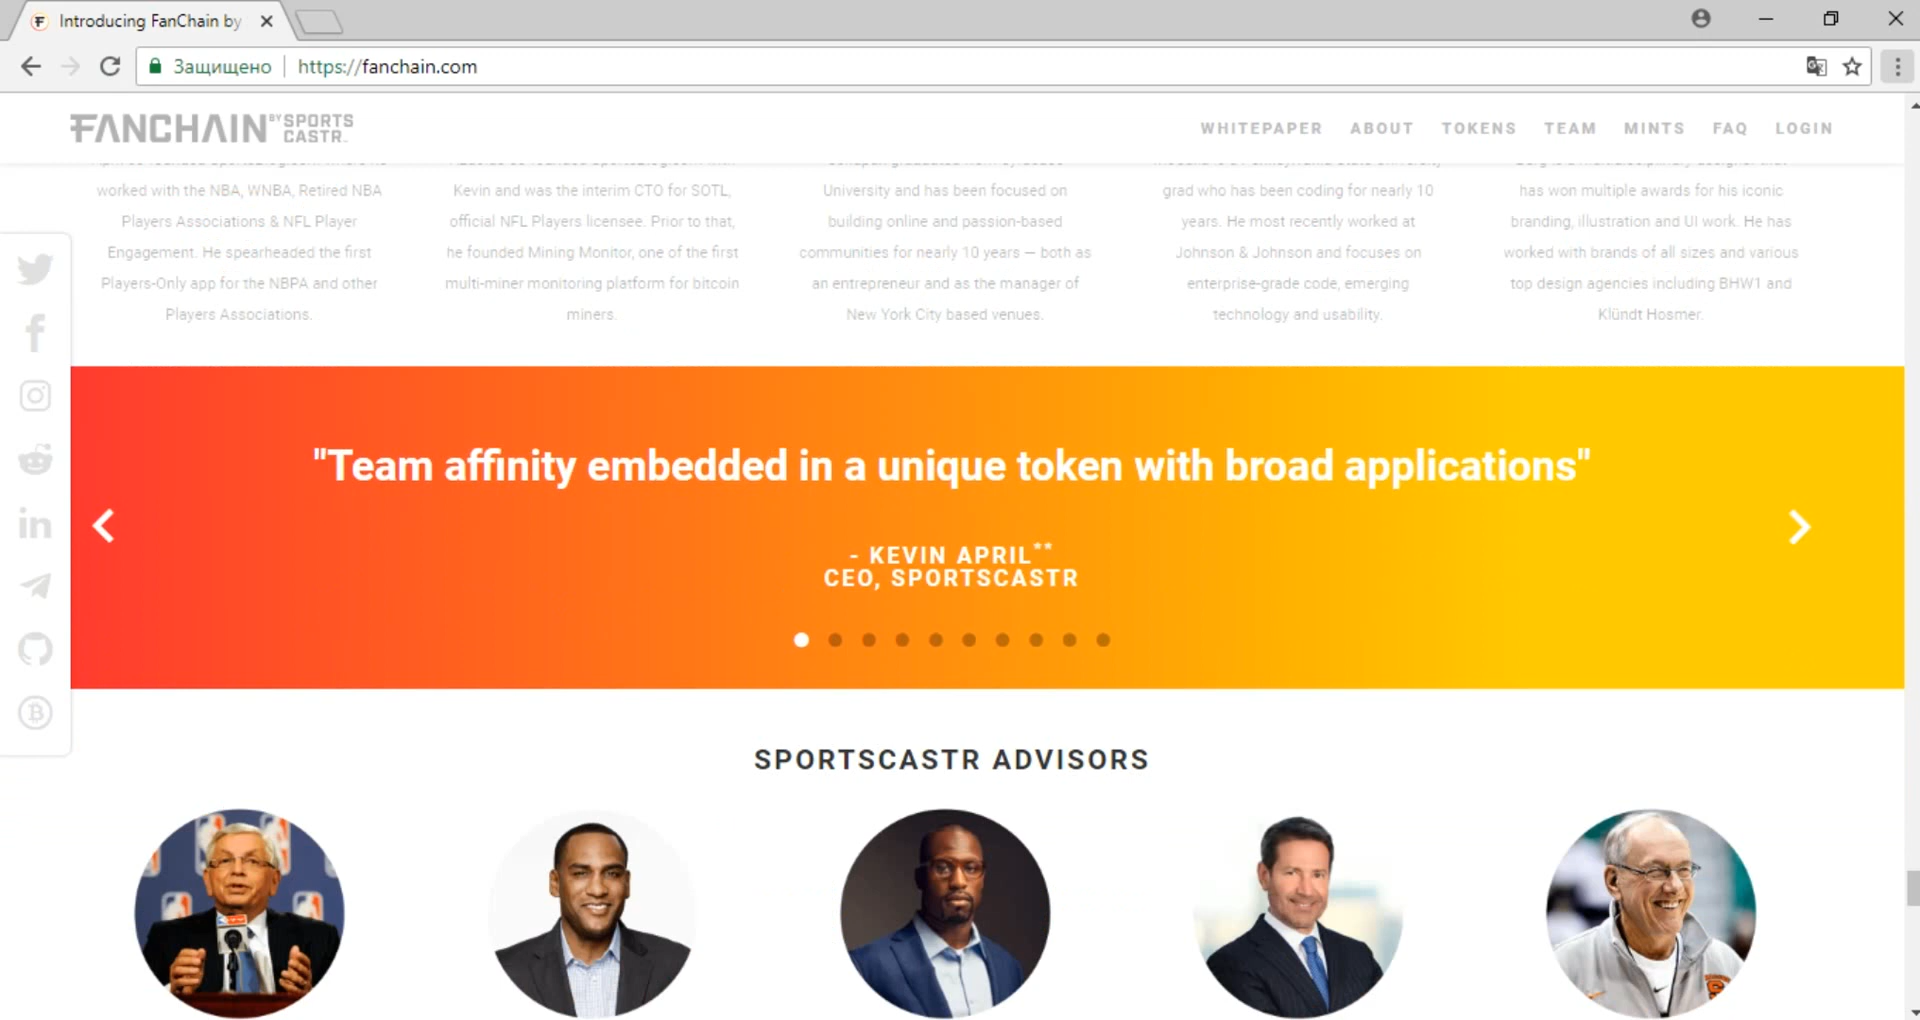 Introducing FanChain by
Защищено
https://fanchain.com
FANCHAIN BY SPORTS CASTR
WHITEPAPER ABOUT TOKENS TEAM MINTS FAQ LOGIN
worked with the NBA, WNBA, Retired NBA
Players Associations & NFL Player
Engagement. He spearheaded the first
Players-Only app for the NBPA and other
Players Associations.
Kevin and was the interim CTO for SOTL,
official NFL Players licensee. Prior to that,
he founded Mining Monitor, one of the first
multi-miner monitoring platform for bitcoin
miners.
University and has been focused on
building online and passion-based
communities for nearly 10 years — both as
an entrepreneur and as the manager of
New York City based venues.
grad who has been coding for nearly 10
years. He most recently worked at
Johnson & Johnson and focuses on
enterprise-grade code, emerging
technology and usability.
has won multiple awards for his iconic
branding, illustration and UI work. He has
worked with brands of all sizes and various
top design agencies including BHW1 and
Klündt Hosmer.
"Team affinity embedded in a unique token with broad applications"
- KEVIN APRIL**
CEO, SPORTSCASTR
SPORTSCASTR ADVISORS